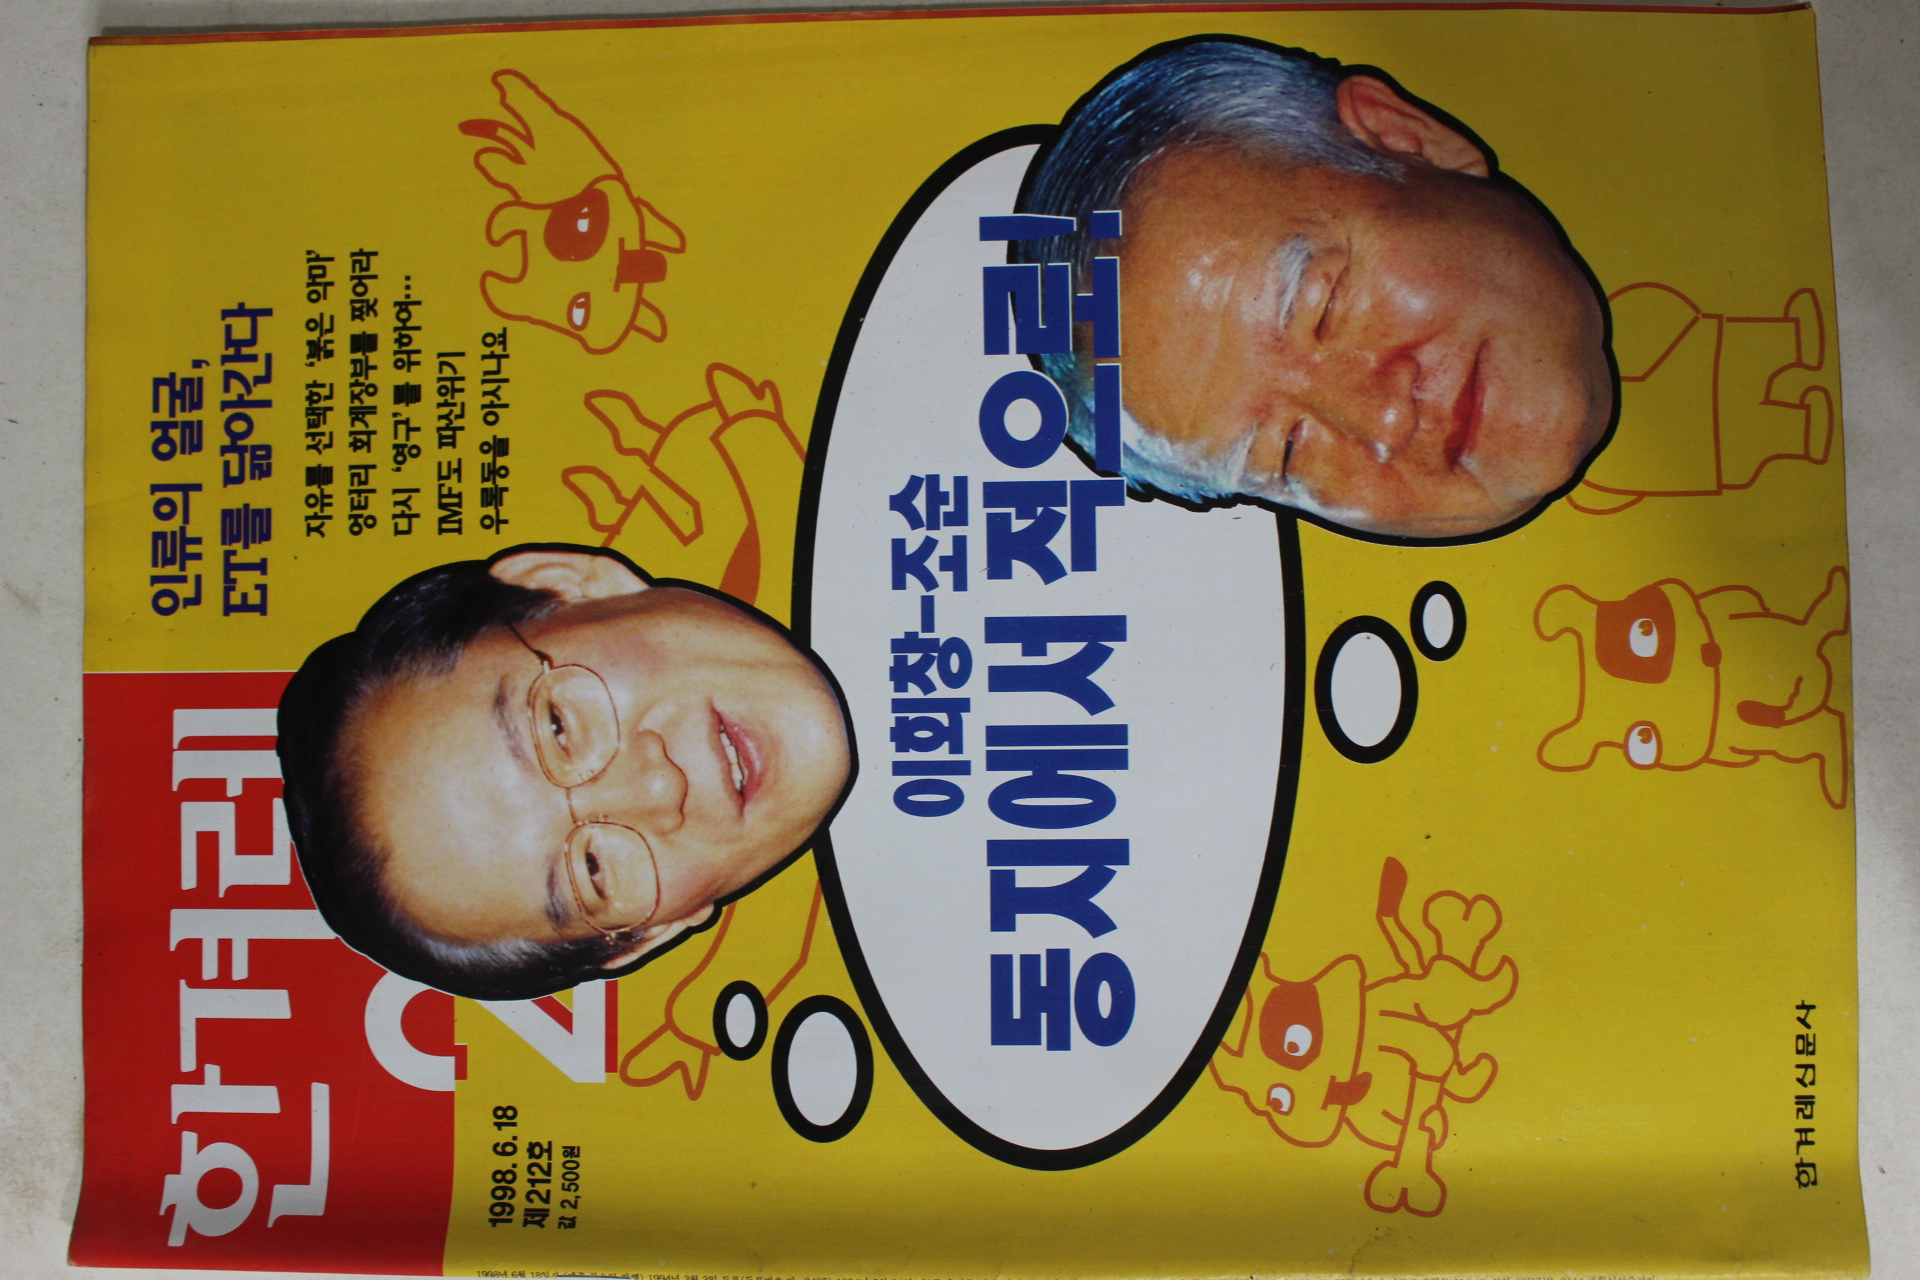 인류의 얼굴,
ET를 닮아간다
자유를 선택한 ‘붉은 악마’
엉터리 회계장부를 찢어라
다시 ‘영구’를 위하여…
IMF도 파산위기
우록동을 아시나요
한겨레
2
1998. 6. 18
제212호
값 2,500원
이회창–조순
동지에서 적으로!
한겨레신문사